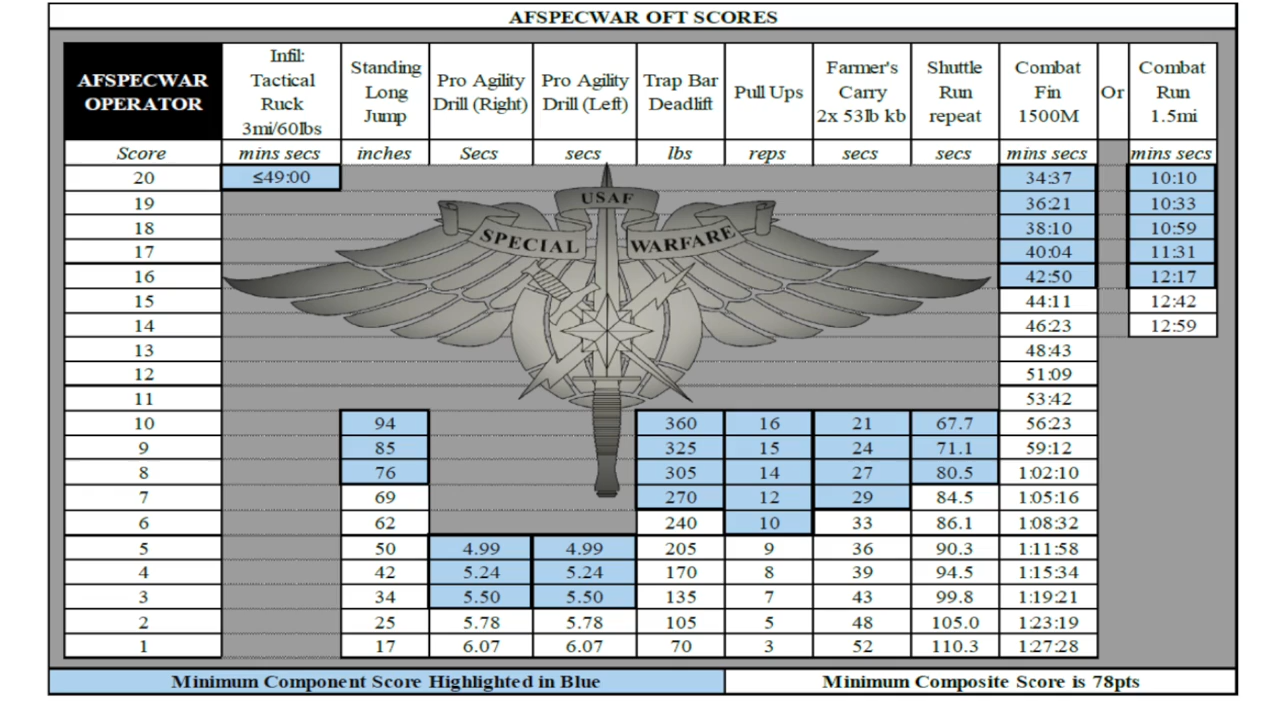 AFSPECWAR OFT SCORES
AFSPECWAR OPERATOR Infil: Tactical Ruck 3mi/60lbs Standing Long Jump Pro Agility Drill (Right) Pro Agility Drill (Left) Trap Bar Deadlift Pull Ups Farmer's Carry 2x 53lb kb Shuttle Run repeat Combat Fin 1500M Or Combat Run 1.5mi
Score mins secs inches Secs secs lbs reps secs secs mins secs mins secs
20 ≤49:00 34:37 10:10
USAF
19 36:21 10:33
18 38:10 10:59
SPECIAL WARFARE
17 40:04 11:31
16 42:50 12:17
15 44:11 12:42
14 46:23 12:59
13 48:43
12 51:09
11 53:42
10 94 360 16 21 67.7 56:23
9 85 325 15 24 71.1 59:12
8 76 305 14 27 80.5 1:02:10
7 69 270 12 29 84.5 1:05:16
6 62 240 10 33 86.1 1:08:32
5 50 4.99 4.99 205 9 36 90.3 1:11:58
4 42 5.24 5.24 170 8 39 94.5 1:15:34
3 34 5.50 5.50 135 7 43 99.8 1:19:21
2 25 5.78 5.78 105 5 48 105.0 1:23:19
1 17 6.07 6.07 70 3 52 110.3 1:27:28
Minimum Component Score Highlighted in Blue Minimum Composite Score is 78pts